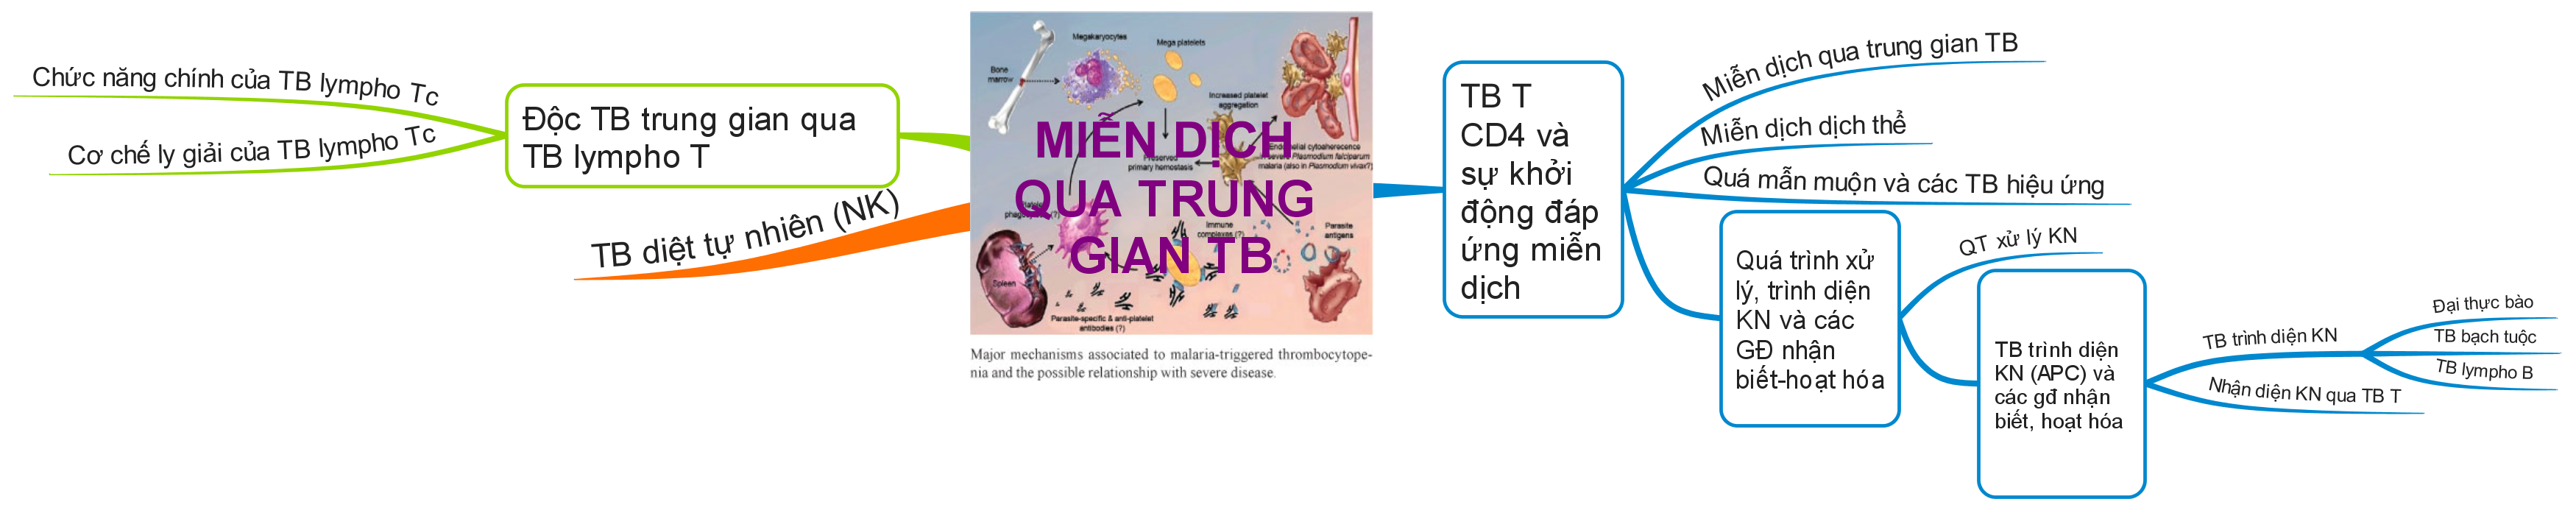 Chức năng chính của TB lympho Tc
Cơ chế ly giải của TB lympho Tc
Độc TB trung gian qua
TB lympho T
TB diệt tự nhiên (NK)
MIỄN DỊCH
QUA TRUNG
GIAN TB
Bone
marrow
Megakaryocytes
Mega platelets
Increased platelet
aggregation
Preserved
primary hemostasis
Endothelial cytoaherecence
severe Plasmodium falciparum
malaria (also in Plasmodium vivax?)
Immune
complexes (?)
Parasite
antigens
Spleen
Parasite-specific & anti-platelet
antibodies (?)
Major mechanisms associated to malaria-triggered thrombocytope-
nia and the possible relationship with severe disease.
TB T
CD4 và
sự khởi
động đáp
ứng miễn
dịch
Miễn dịch qua trung gian TB
Miễn dịch dịch thể
Quá mẫn muộn và các TB hiệu ứng
Quá trình xử
lý, trình diện
KN và các
GĐ nhận
biết-hoạt hóa
QT xử lý KN
TB trình diện
KN (APC) và
các gđ nhận
biết, hoạt hóa
TB trình diện KN
Đại thực bào
TB bạch tuộc
TB lympho B
Nhận diện KN qua TB T